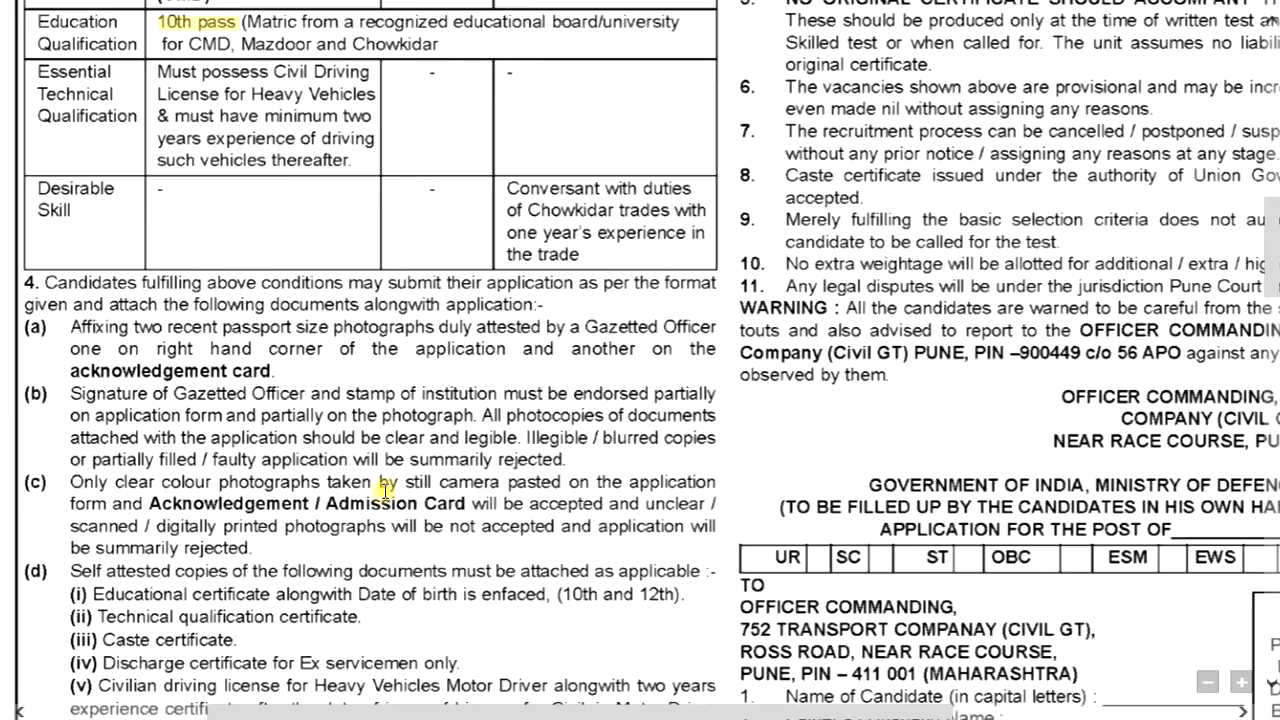 Education 10th pass (Matric from a recognized educational board/university
Qualification for CMD, Mazdoor and Chowkidar
Essential Must possess Civil Driving - -
Technical License for Heavy Vehicles
Qualification & must have minimum two
years experience of driving
such vehicles thereafter.
Desirable - - Conversant with duties
Skill of Chowkidar trades with
one year's experience in
the trade
4. Candidates fulfilling above conditions may submit their application as per the format
given and attach the following documents alongwith application:-
(a) Affixing two recent passport size photographs duly attested by a Gazetted Officer
one on right hand corner of the application and another on the
acknowledgement card.
(b) Signature of Gazetted Officer and stamp of institution must be endorsed partially
on application form and partially on the photograph. All photocopies of documents
attached with the application should be clear and legible. Illegible / blurred copies
or partially filled / faulty application will be summarily rejected.
(c) Only clear colour photographs taken by still camera pasted on the application
form and Acknowledgement / Admission Card will be accepted and unclear /
scanned / digitally printed photographs will be not accepted and application will
be summarily rejected.
(d) Self attested copies of the following documents must be attached as applicable :-
(i) Educational certificate alongwith Date of birth is enfaced, (10th and 12th).
(ii) Technical qualification certificate.
(iii) Caste certificate.
(iv) Discharge certificate for Ex servicemen only.
(v) Civilian driving license for Heavy Vehicles Motor Driver alongwith two years
experience
NO ORIGINAL CERTIFICATE SHOULD ACCOMPANY
These should be produced only at the time of written test
Skilled test or when called for. The unit assumes no
original certificate.
6. The vacancies shown above are provisional and may be
even made nil without assigning any reasons.
7. The recruitment process can be cancelled / postponed /
without any prior notice / assigning any reasons at any stage.
8. Caste certificate issued under the authority of Union
accepted.
9. Merely fulfilling the basic selection criteria does not
candidate to be called for the test.
10. No extra weightage will be allotted for additional / extra /
11. Any legal disputes will be under the jurisdiction Pune Court
WARNING : All the candidates are warned to be careful from the
touts and also advised to report to the OFFICER
Company (Civil GT) PUNE, PIN –900449 c/o 56 APO against any
observed by them.
OFFICER COMMANDING,
COMPANY (CIVIL
NEAR RACE COURSE,
GOVERNMENT OF INDIA, MINISTRY OF
(TO BE FILLED UP BY THE CANDIDATES IN HIS OWN
APPLICATION FOR THE POST OF
UR SC ST OBC ESM EWS
TO
OFFICER COMMANDING,
752 TRANSPORT COMPANAY (CIVIL GT),
ROSS ROAD, NEAR RACE COURSE,
PUNE, PIN – 411 001 (MAHARASHTRA)
1. Name of Candidate (in capital letters) :